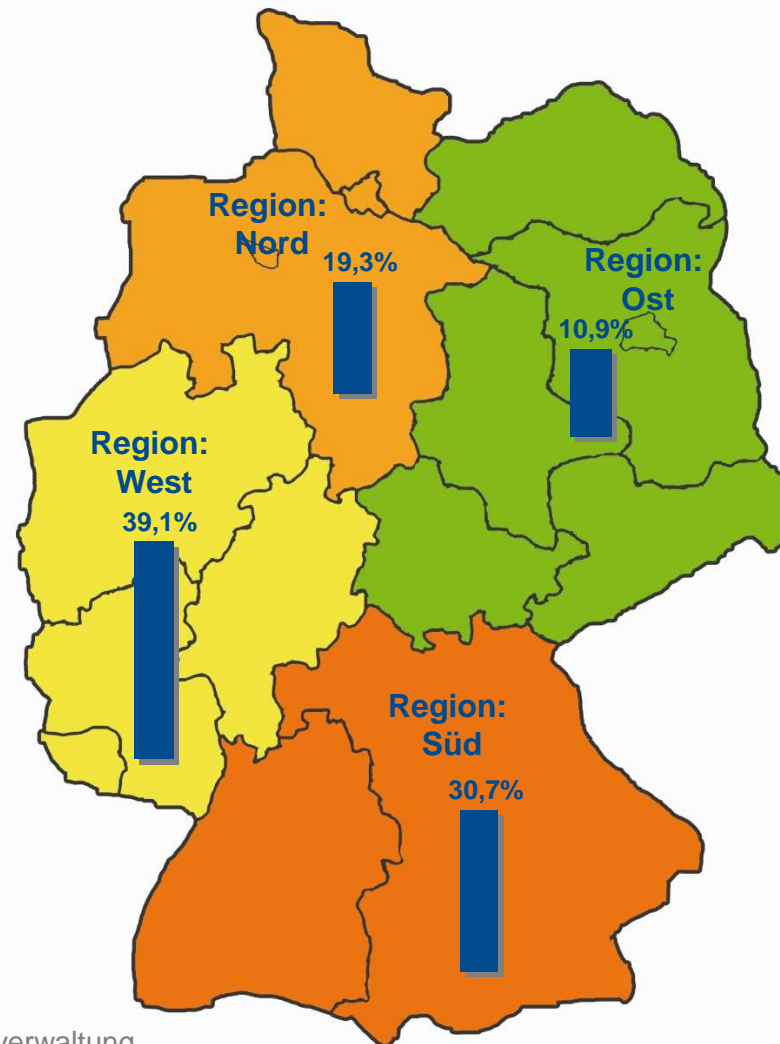 Region:
Nord
19,3%
Region:
Ost
10,9%
Region:
West
39,1%
Region:
Süd
30,7%
verwaltung